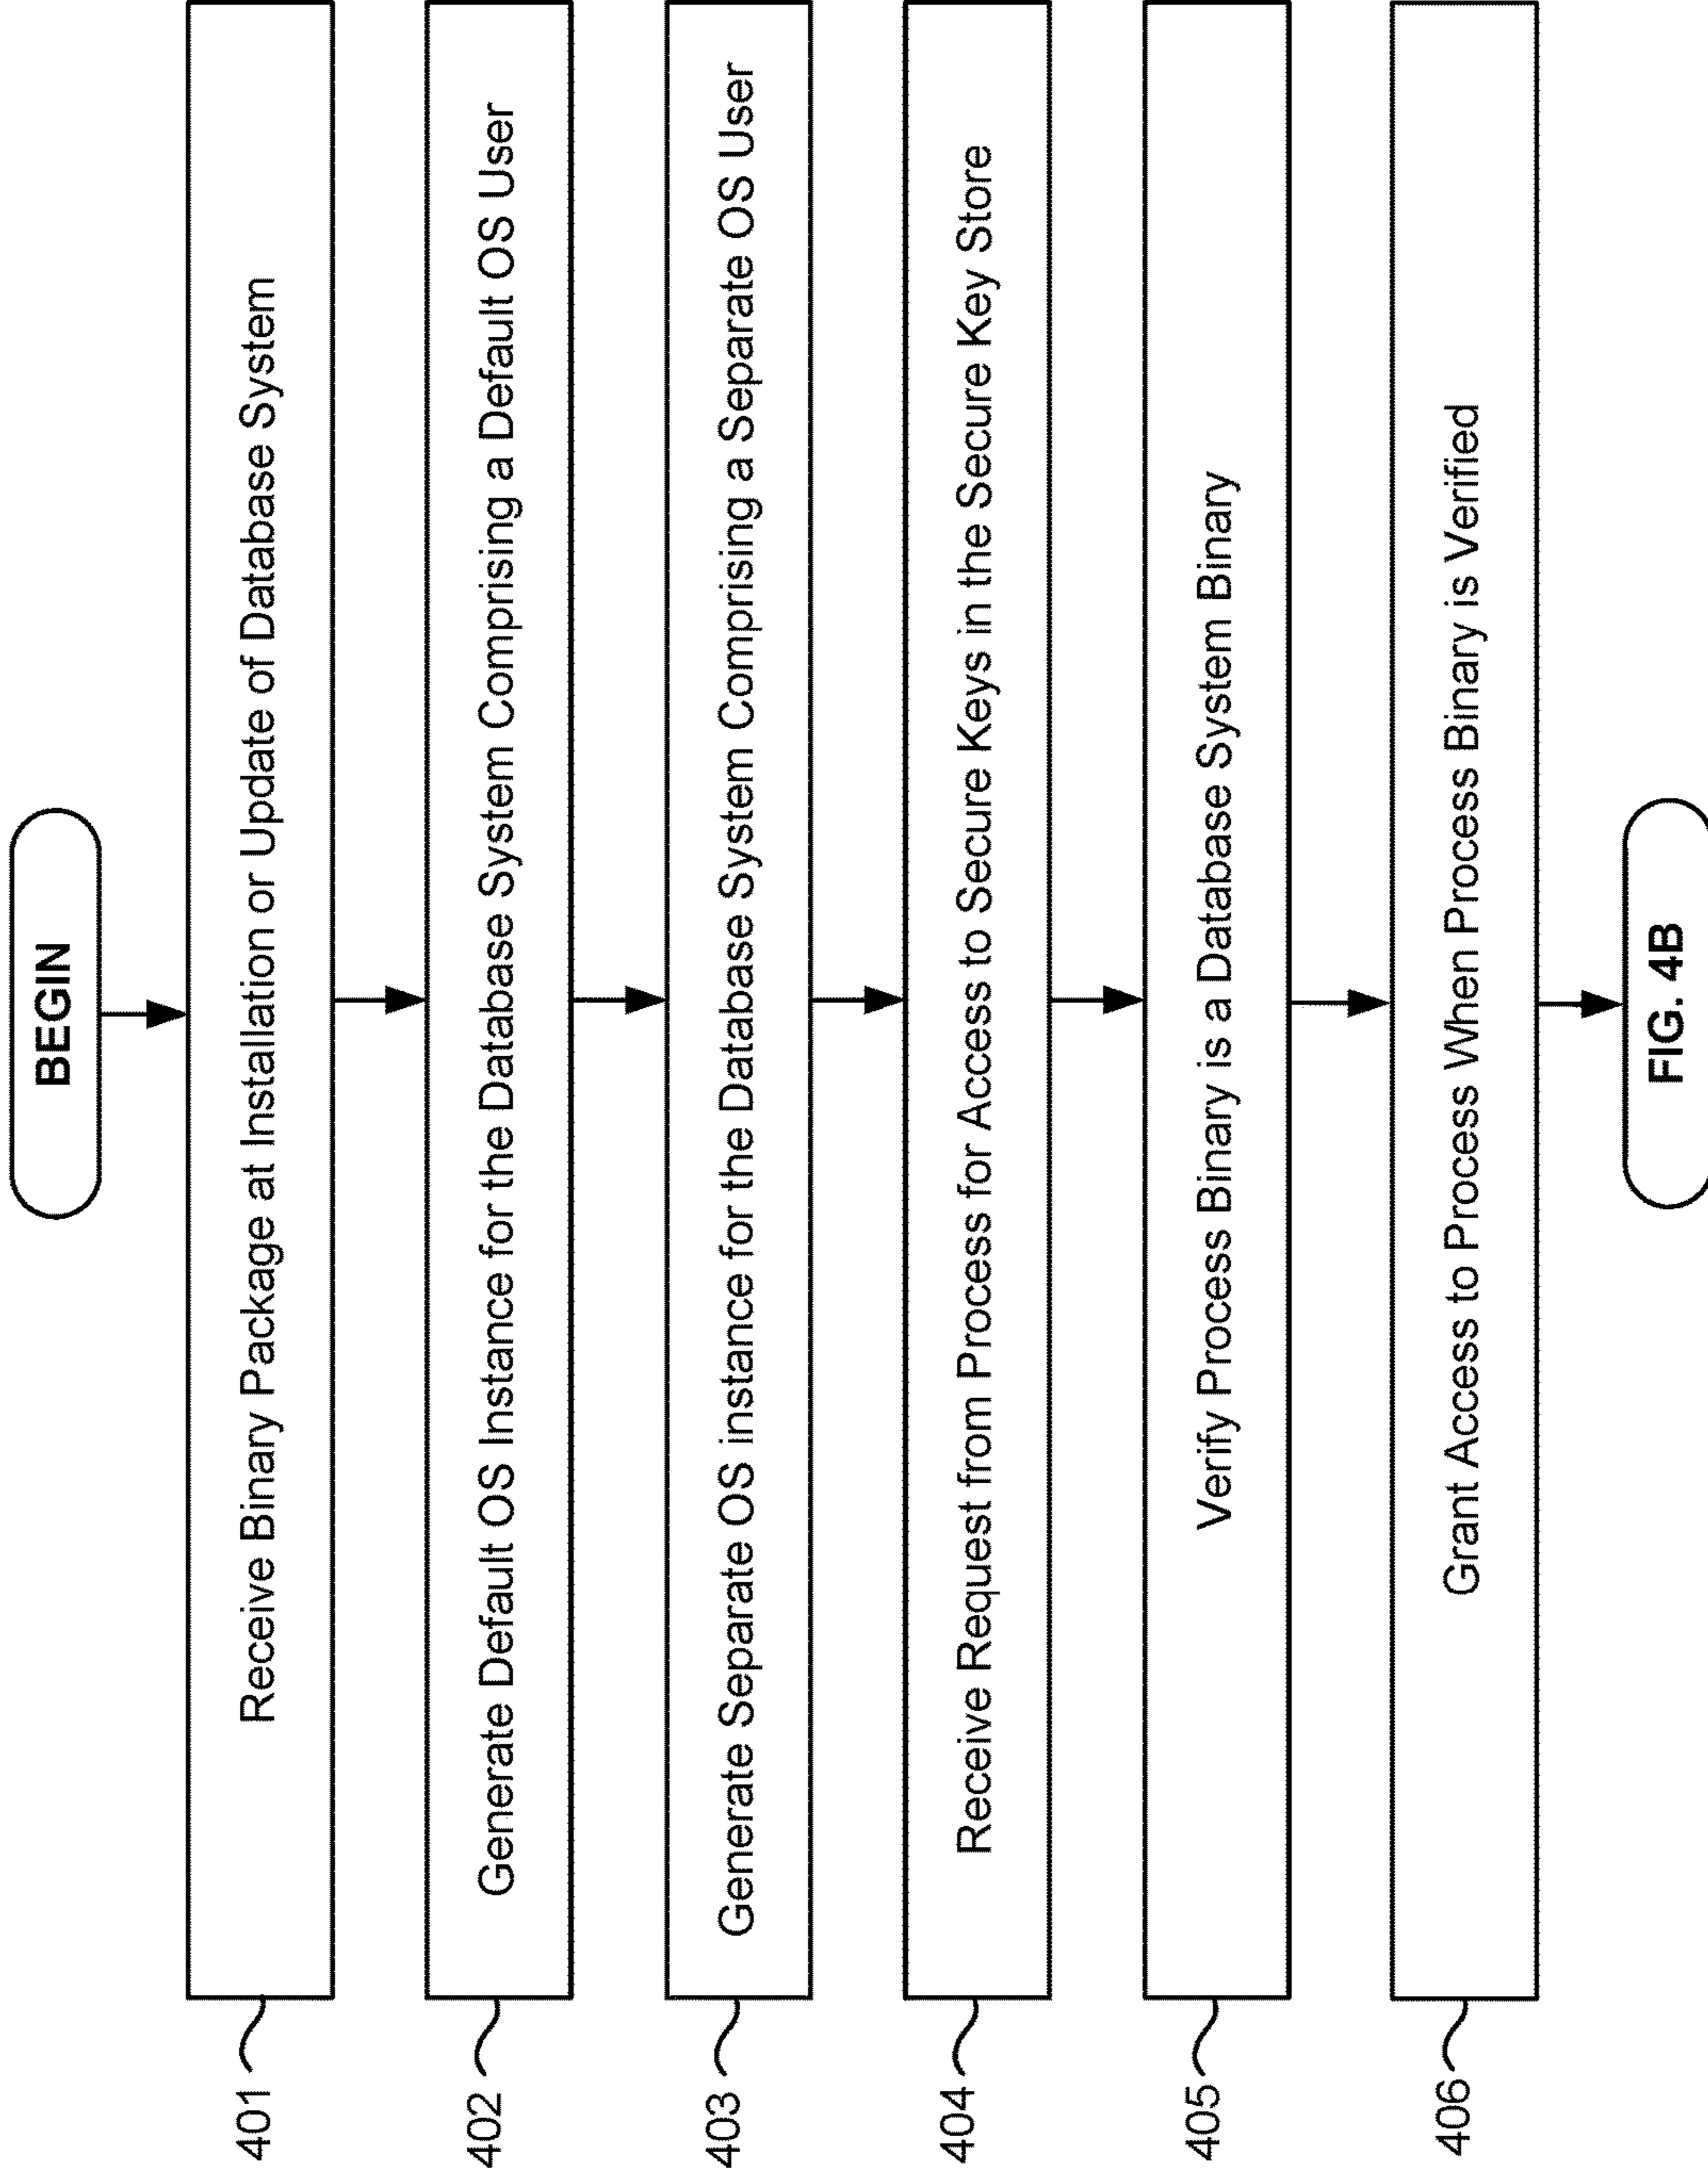 BEGIN
401
Receive Binary Package at Installation or Update of Database System
402
Generate Default OS Instance for the Database System Comprising a Default OS User
403
Generate Separate OS instance for the Database System Comprising a Separate OS User
404
Receive Request from Process for Access to Secure Keys in the Secure Key Store
405
Verify Process Binary is a Database System Binary
406
Grant Access to Process When Process Binary is Verified
FIG. 4B